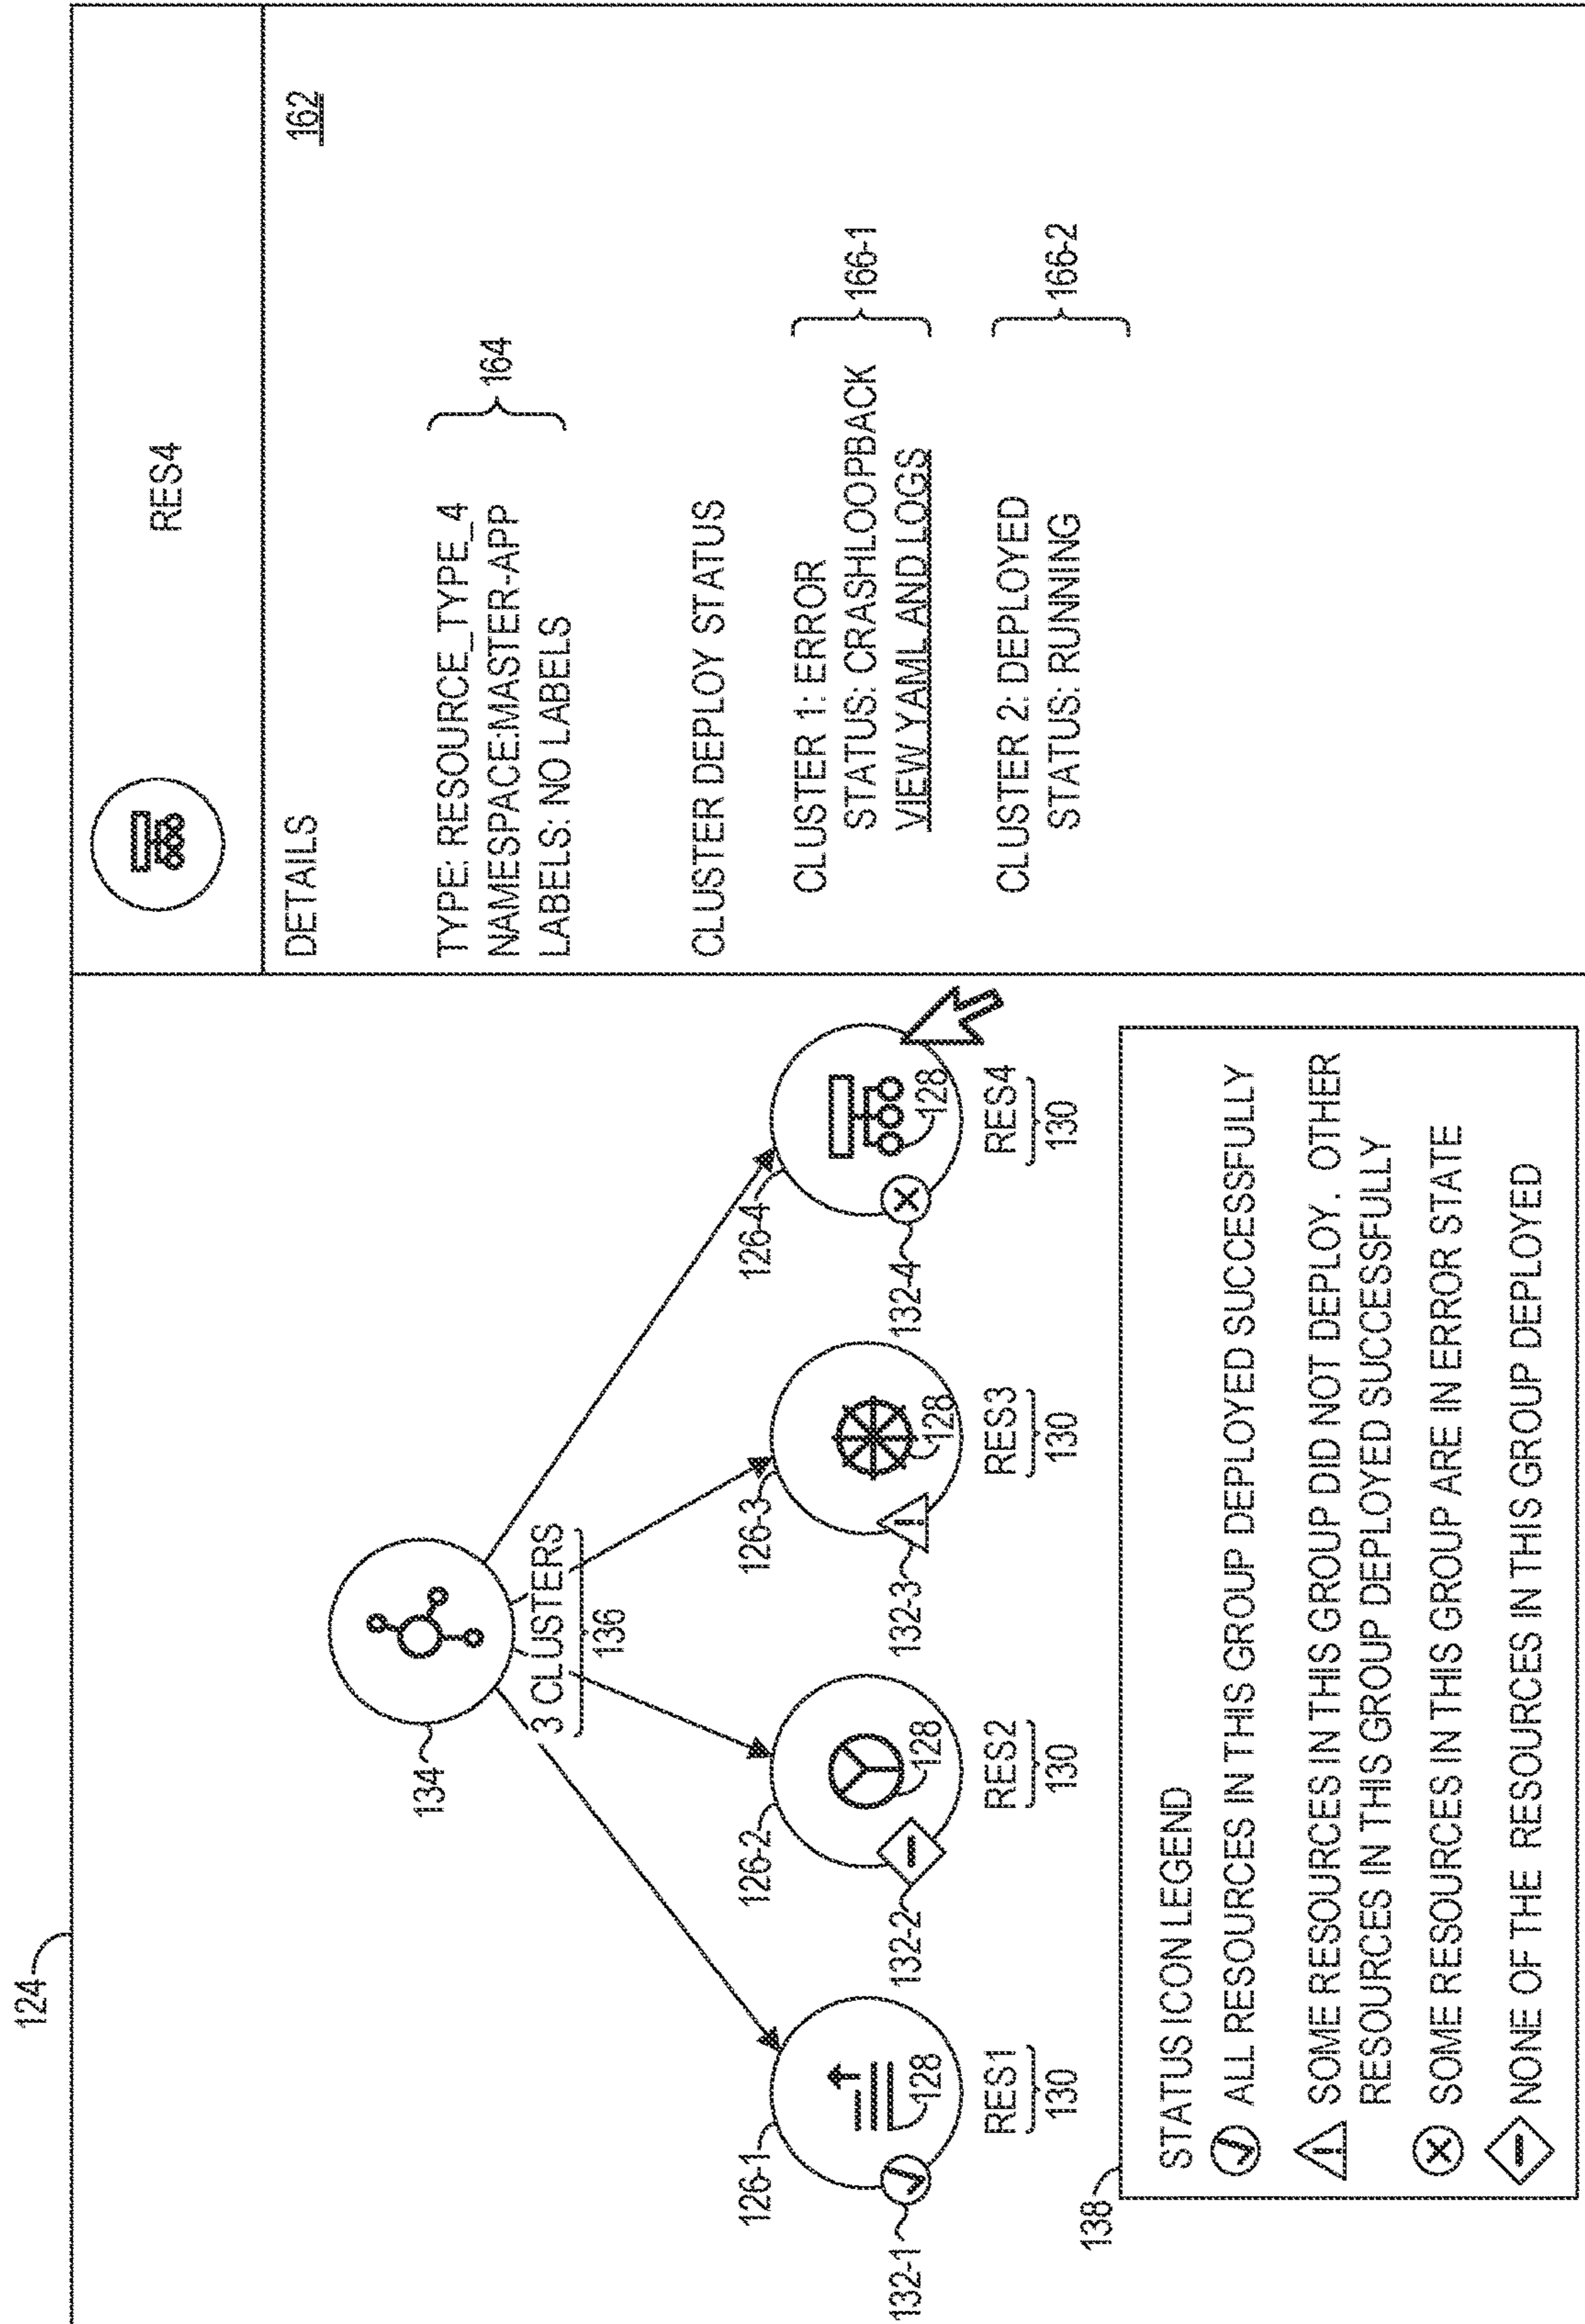 124
134
3 CLUSTERS
136
126-1
126-2
126-3
126-4
128
128
128
128
132-1
132-2
132-3
132-4
RES1
RES2
RES3
RES4
130
130
130
130
138
STATUS ICON LEGEND
ALL RESOURCES IN THIS GROUP DEPLOYED SUCCESSFULLY
SOME RESOURCES IN THIS GROUP DID NOT DEPLOY. OTHER
RESOURCES IN THIS GROUP DEPLOYED SUCCESSFULLY
SOME RESOURCES IN THIS GROUP ARE IN ERROR STATE
NONE OF THE RESOURCES IN THIS GROUP DEPLOYED
RES4
DETAILS
162
TYPE: RESOURCE_TYPE_4
NAMESPACE:MASTER-APP
LABELS: NO LABELS
164
CLUSTER DEPLOY STATUS
CLUSTER 1: ERROR
STATUS: CRASHLOOPBACK
VIEW YAML AND LOGS
166-1
CLUSTER 2: DEPLOYED
STATUS: RUNNING
166-2